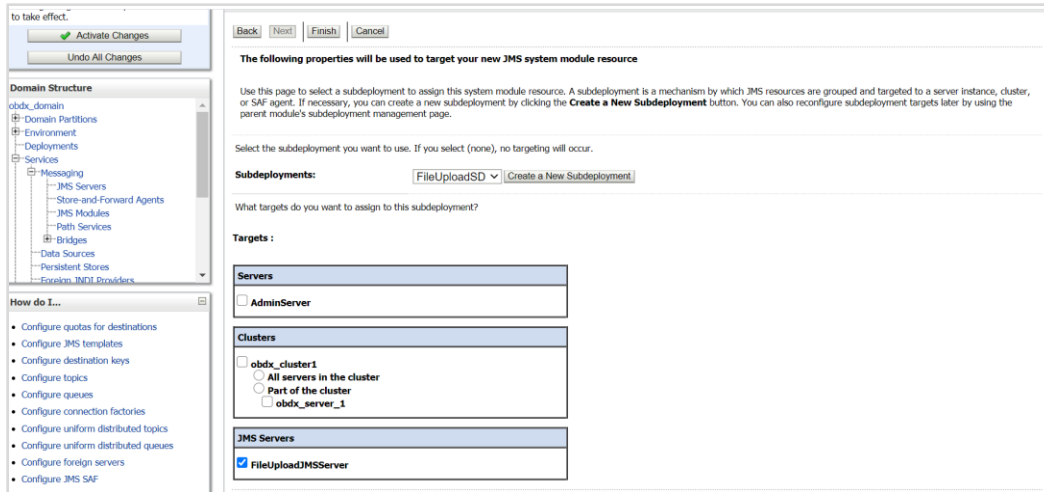 to take effect.
Activate Changes
Undo All Changes
Domain Structure
obdx_domain
Domain Partitions
Environment
Deployments
Services
Messaging
JMS Servers
Store-and-Forward Agents
JMS Modules
Path Services
Bridges
Data Sources
Persistent Stores
Foreign JNDI Providers
How do I...
Configure quotas for destinations
Configure JMS templates
Configure destination keys
Configure topics
Configure queues
Configure connection factories
Configure uniform distributed topics
Configure uniform distributed queues
Configure foreign servers
Configure JMS SAF
Back Next Finish Cancel
The following properties will be used to target your new JMS system module resource
Use this page to select a subdeployment to assign this system module resource. A subdeployment is a mechanism by which JMS resources are grouped and targeted to a server instance, cluster,
or SAF agent. If necessary, you can create a new subdeployment by clicking the Create a New Subdeployment button. You can also reconfigure subdeployment targets later by using the
parent module's subdeployment management page.
Select the subdeployment you want to use. If you select (none), no targeting will occur.
Subdeployments: FileUploadSD Create a New Subdeployment
What targets do you want to assign to this subdeployment?
Targets :
Servers
AdminServer
Clusters
obdx_cluster1
All servers in the cluster
Part of the cluster
obdx_server_1
JMS Servers
FileUploadJMSServer